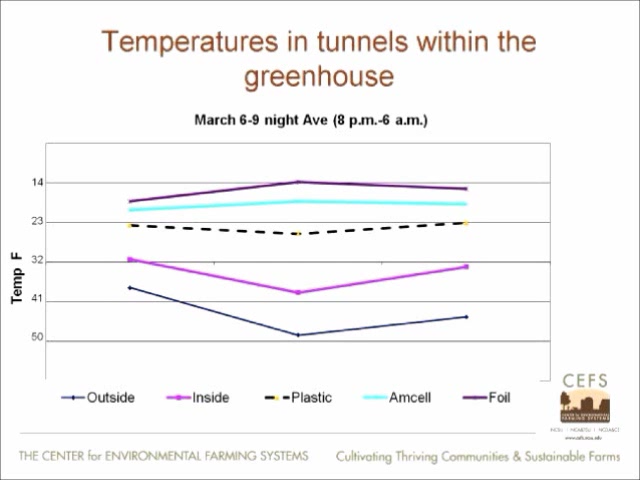 Temperatures in tunnels within the
greenhouse
March 6-9 night Ave (8 p.m.-6 a.m.)
14
23
32
41
50
Temp F
Outside
Inside
Plastic
Amcell
Foil
CEFS
THE CENTER for ENVIRONMENTAL FARMING SYSTEMS
Cultivating Thriving Communities & Sustainable Farms